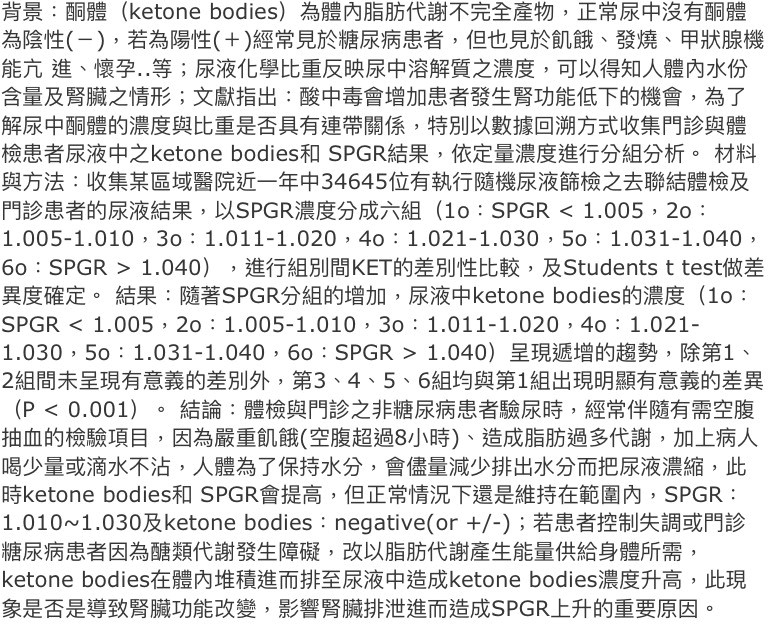 背景：酮體（ketone bodies）為體內脂肪代謝不完全產物，正常尿中沒有酮體
為陰性(－)，若為陽性(＋)經常見於糖尿病患者，但也見於飢餓、發燒、甲狀腺機
能亢 進、懷孕..等；尿液化學比重反映尿中溶解質之濃度，可以得知人體內水份
含量及腎臟之情形；文獻指出：酸中毒會增加患者發生腎功能低下的機會，為了
解尿中酮體的濃度與比重是否具有連帶關係，特別以數據回溯方式收集門診與體
檢患者尿液中之ketone bodies和 SPGR結果，依定量濃度進行分組分析。 材料
與方法：收集某區域醫院近一年中34645位有執行隨機尿液篩檢之去聯結體檢及
門診患者的尿液結果，以SPGR濃度分成六組（1o：SPGR < 1.005，2o：
1.005-1.010，3o：1.011-1.020，4o：1.021-1.030，5o：1.031-1.040，
6o：SPGR > 1.040），進行組別間KET的差別性比較，及Students t test做差
異度確定。 結果：隨著SPGR分組的增加，尿液中ketone bodies的濃度（1o：
SPGR < 1.005，2o：1.005-1.010，3o：1.011-1.020，4o：1.021-
1.030，5o：1.031-1.040，6o：SPGR > 1.040）呈現遞增的趨勢，除第1、
2組間未呈現有意義的差別外，第3、4、5、6組均與第1組出現明顯有意義的差異
（P < 0.001）。 結論：體檢與門診之非糖尿病患者驗尿時，經常伴隨有需空腹
抽血的檢驗項目，因為嚴重飢餓(空腹超過8小時)、造成脂肪過多代謝，加上病人
喝少量或滴水不沾，人體為了保持水分，會儘量減少排出水分而把尿液濃縮，此
時ketone bodies和 SPGR會提高，但正常情況下還是維持在範圍內，SPGR：
1.010~1.030及ketone bodies：negative(or +/-)；若患者控制失調或門診
糖尿病患者因為醣類代謝發生障礙，改以脂肪代謝產生能量供給身體所需，
ketone bodies在體內堆積進而排至尿液中造成ketone bodies濃度升高，此現
象是否是導致腎臟功能改變，影響腎臟排泄進而造成SPGR上升的重要原因。